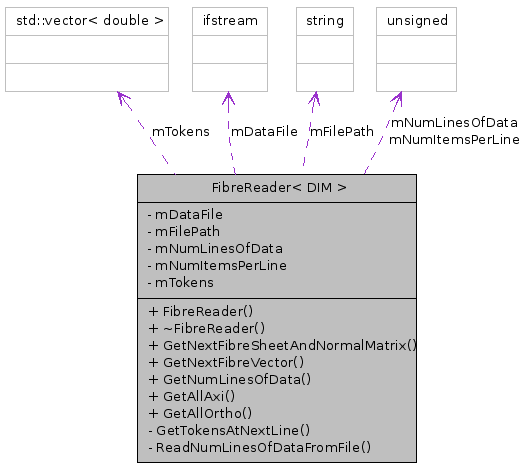 std::vector< double >
ifstream
string
unsigned
mTokens
mDataFile
mFilePath
mNumLinesOfData
mNumItemsPerLine
FibreReader< DIM >
- mDataFile
- mFilePath
- mNumLinesOfData
- mNumItemsPerLine
- mTokens
+ FibreReader()
+ ~FibreReader()
+ GetNextFibreSheetAndNormalMatrix()
+ GetNextFibreVector()
+ GetNumLinesOfData()
+ GetAllAxi()
+ GetAllOrtho()
- GetTokensAtNextLine()
- ReadNumLinesOfDataFromFile()